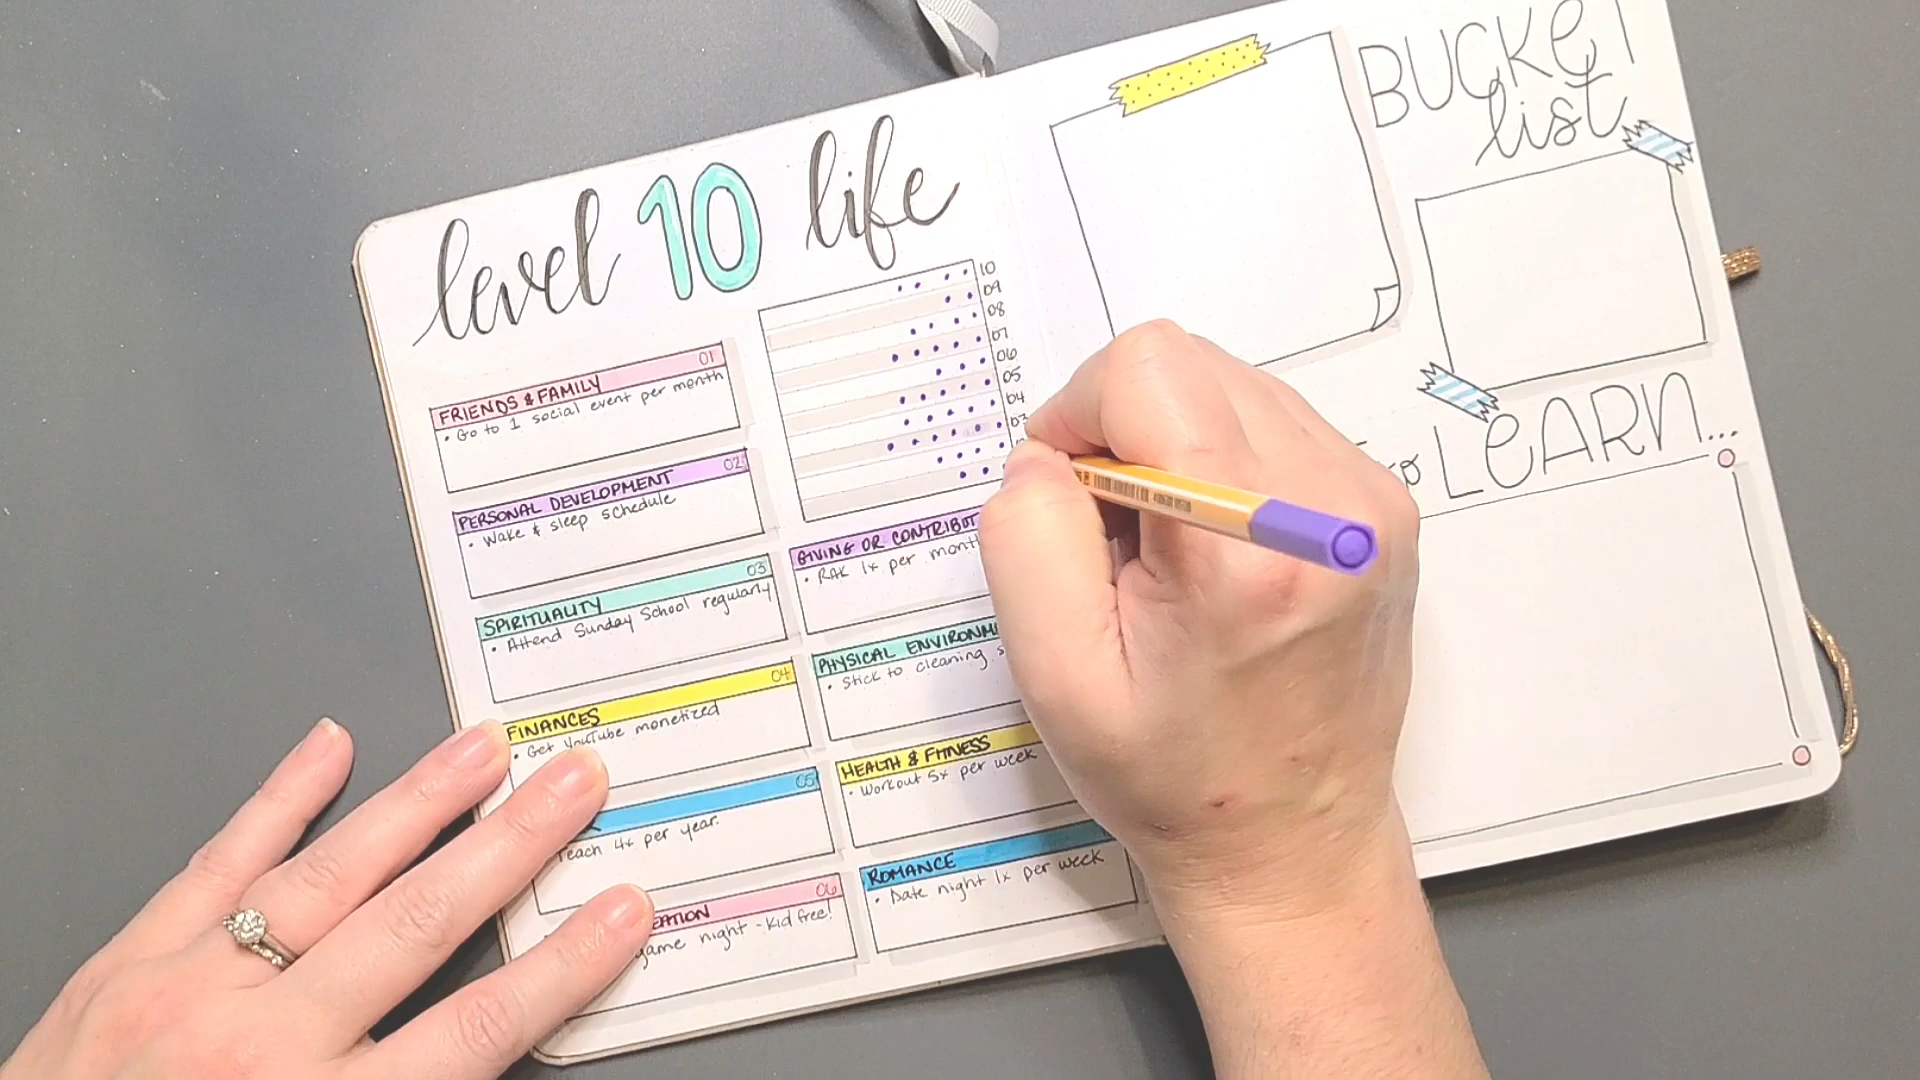 level 10 life
01
FRIENDS & FAMILY
• Go to 1 social event per month
02
PERSONAL DEVELOPMENT
• Wake & sleep schedule
03
SPIRITUALITY
• Attend Sunday School regularly
04
FINANCES
• Get YouTube monetized
05
Teach 4x per year.
06
game night - Kid free!
10
09
08
07
06
05
04
03
GIVING OR
• RAK 1x per month
PHYSICAL
• Stick to cleaning
HEALTH & FITNESS
• Workout 5x per week
ROMANCE
• Date night 1x per week
BUCKET
list
to LEARN...